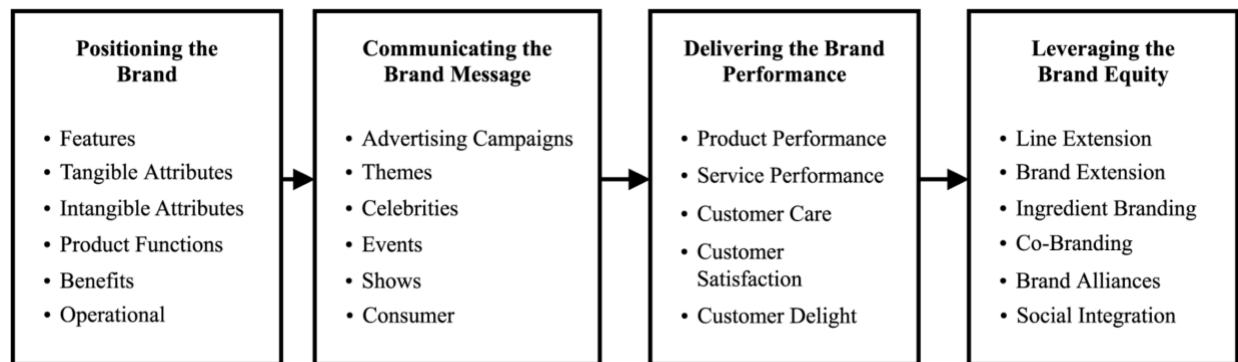 Positioning the
Brand
• Features
• Tangible Attributes
• Intangible Attributes
• Product Functions
• Benefits
• Operational
Communicating the
Brand Message
• Advertising Campaigns
• Themes
• Celebrities
• Events
• Shows
• Consumer
Delivering the Brand
Performance
• Product Performance
• Service Performance
• Customer Care
• Customer
Satisfaction
• Customer Delight
Leveraging the
Brand Equity
• Line Extension
• Brand Extension
• Ingredient Branding
• Co-Branding
• Brand Alliances
• Social Integration